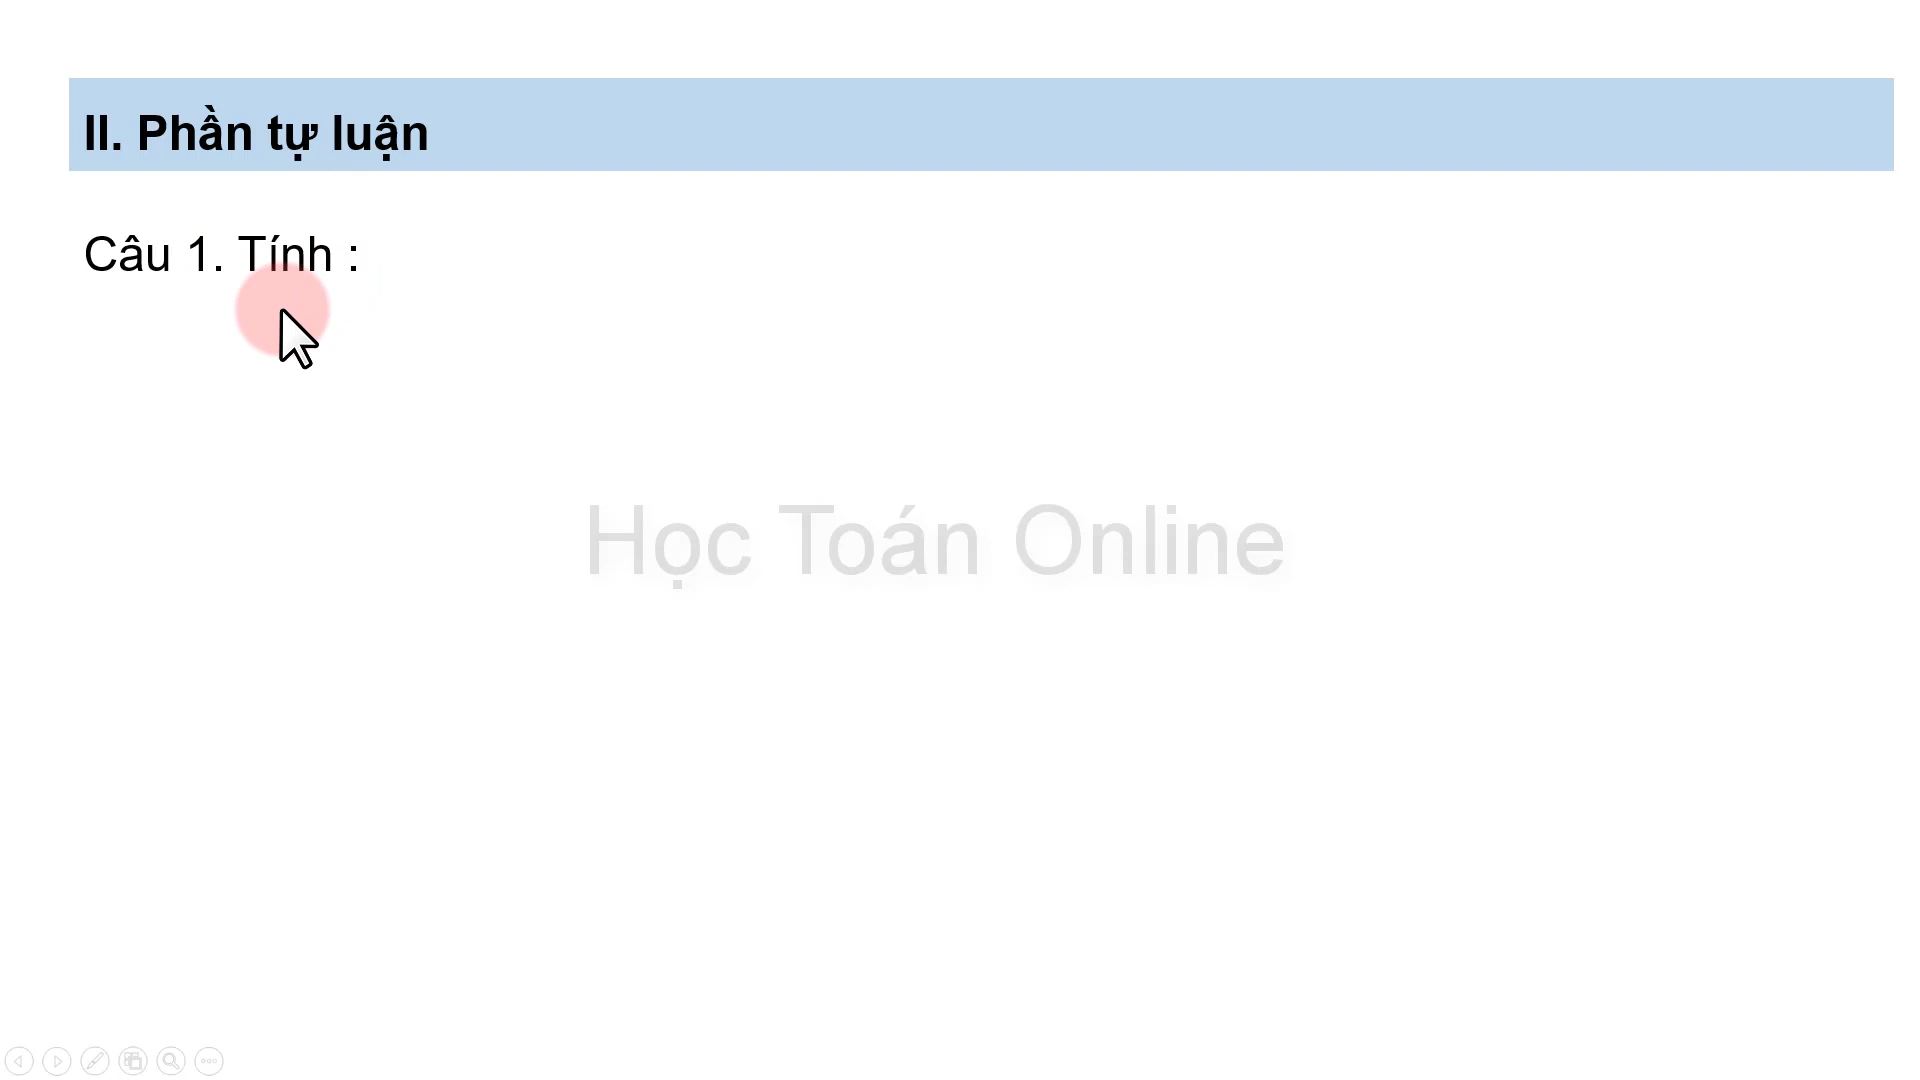 II. Phần tự luận
Câu 1. Tính :
Học Toán Online